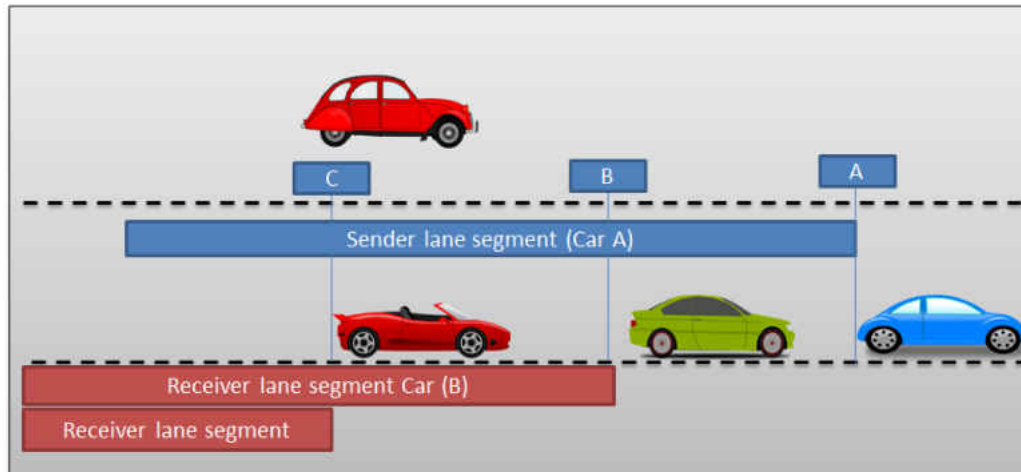 C
B
A
Sender lane segment (Car A)
Receiver lane segment Car (B)
Receiver lane segment